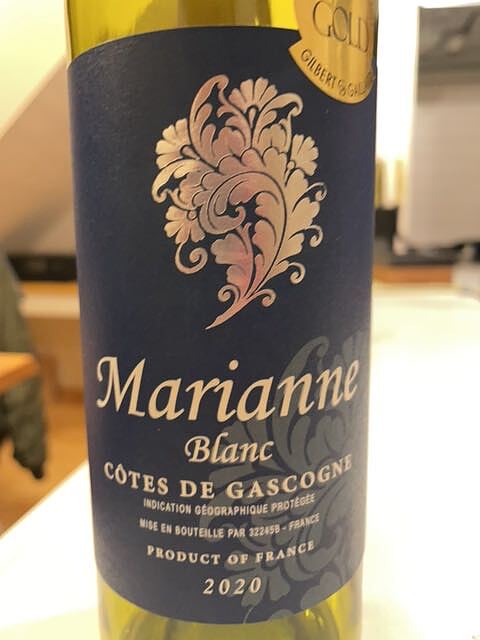 GOLD
GILBERT & GAILLARD
Marianne
Blanc
CÔTES DE GASCOGNE
INDICATION GÉOGRAPHIQUE PROTÉGÉE
MISE EN BOUTEILLE PAR 32245B - FRANCE
PRODUCT OF FRANCE
2020